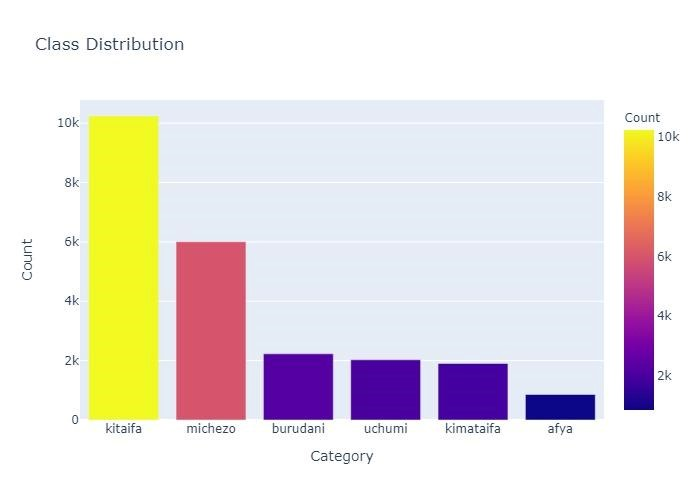 Class Distribution
Count
10k
8k
6k
4k
2k
0
kitaifa michezo burudani uchumi kimataifa afya
Category
Count
10k
8k
6k
4k
2k